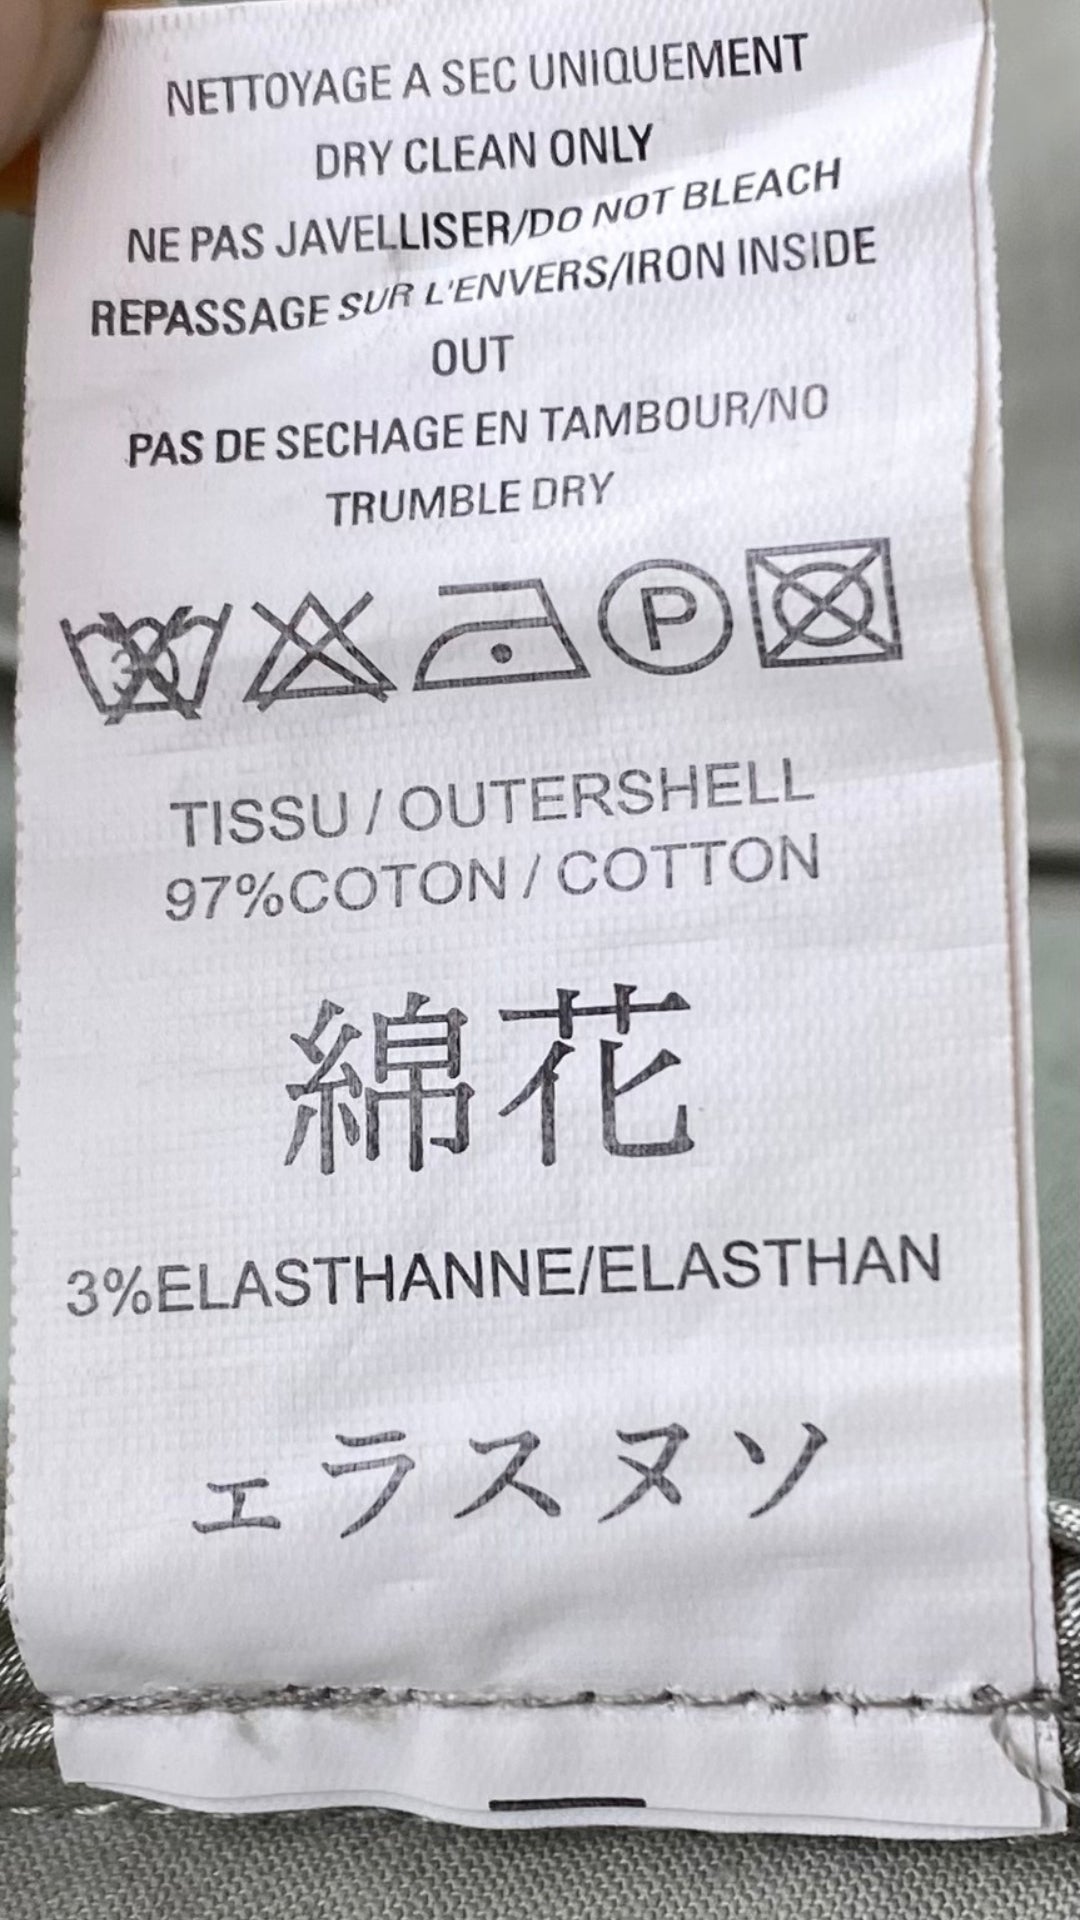 NETTOYAGE A SEC UNIQUEMENT
DRY CLEAN ONLY
NE PAS JAVELLISER/DO NOT BLEACH
REPASSAGE SUR L'ENVERS/IRON INSIDE
OUT
PAS DE SECHAGE EN TAMBOUR/NO
TRUMBLE DRY
30 P
TISSU / OUTERSHELL
97%COTON / COTTON
綿花
3%ELASTHANNE/ELASTHAN
ェラスヌソ